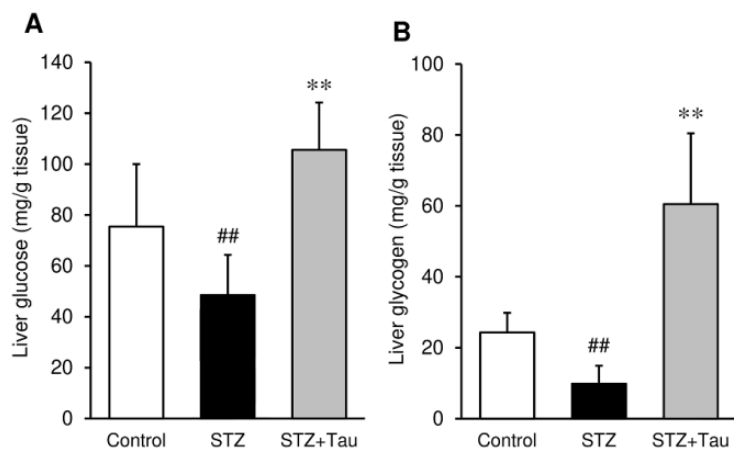 A
Liver glucose (mg/g tissue)
140
120
100
80
60
40
20
0
##
**
Control
STZ
STZ+Tau
B
Liver glycogen (mg/g tissue)
100
80
60
40
20
0
##
**
Control
STZ
STZ+Tau